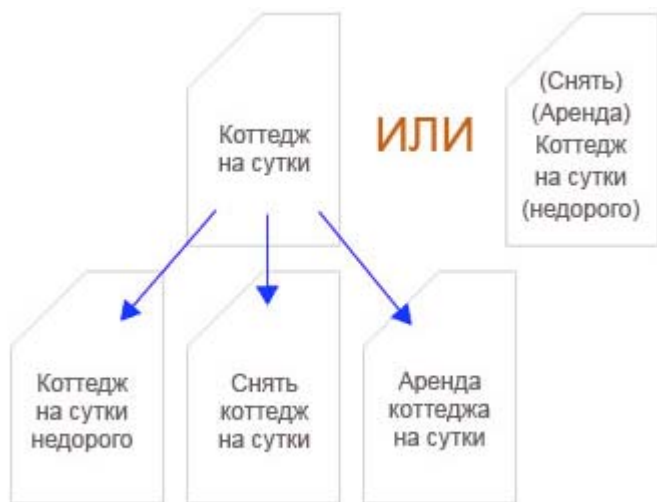 Коттедж
на сутки
ИЛИ
(Снять)
(Аренда)
Коттедж
на сутки
(недорого)
Коттедж
на сутки
недорого
Снять
коттедж
на сутки
Аренда
коттеджа
на сутки